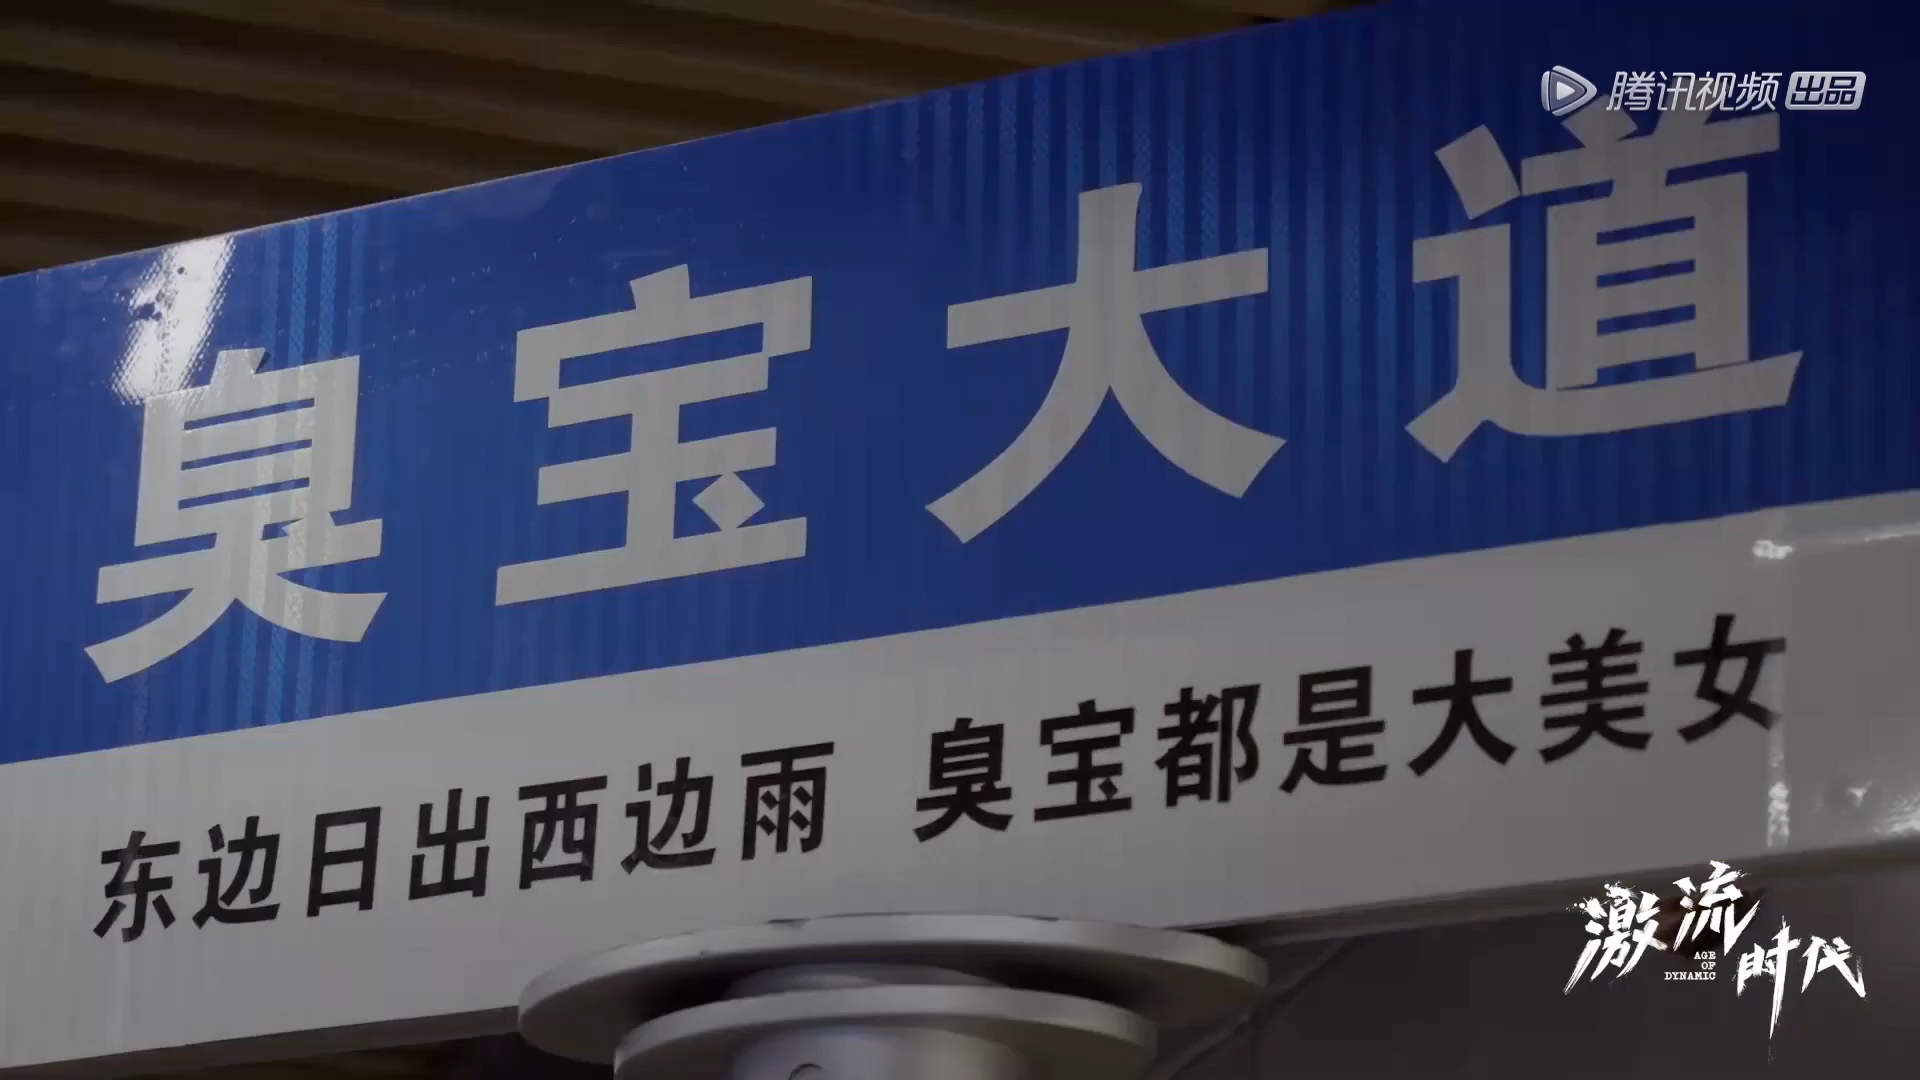 腾讯视频 出品
臭宝大道
东边日出西边雨 臭宝都是大美女
激流时代
AGE
OF
DYNAMIC